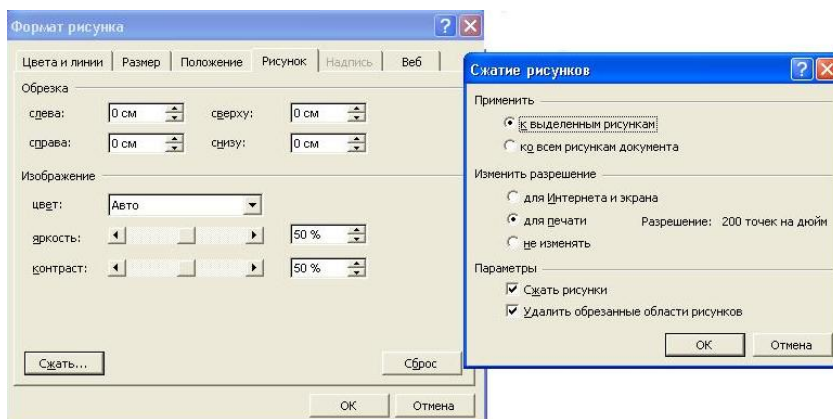 Формат рисунка
Цвета и линии Размер Положение Рисунок Надпись Веб
Обрезка
слева: 0 см сверху: 0 см
справа: 0 см снизу: 0 см
Изображение
цвет: Авто
яркость: 50 %
контраст: 50 %
Сжать... Сброс
ОК Отмена
Сжатие рисунков
Применить
к выделенным рисункам
ко всем рисункам документа
Изменить разрешение
для Интернета и экрана
для печати Разрешение: 200 точек на дюйм
не изменять
Параметры
Сжать рисунки
Удалить обрезанные области рисунков
ОК Отмена